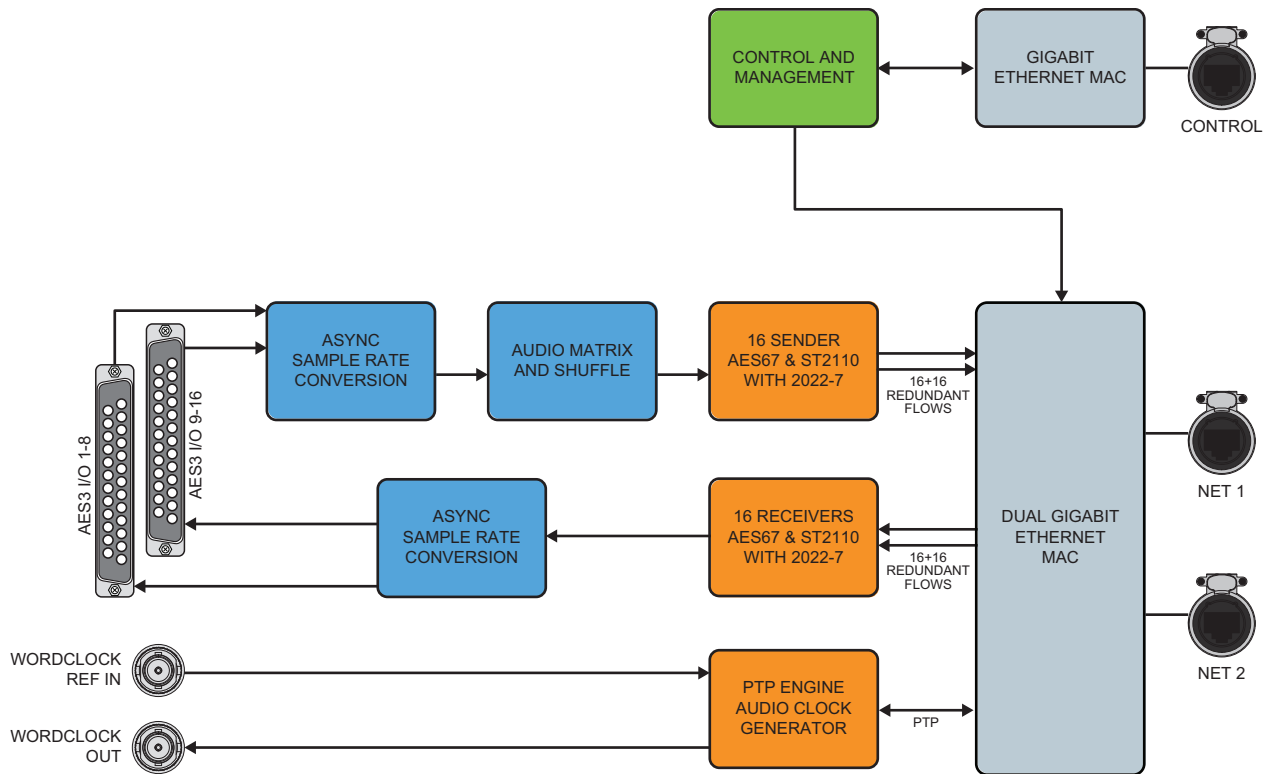 CONTROL AND
MANAGEMENT
GIGABIT
ETHERNET MAC
CONTROL
ASYNC
SAMPLE RATE
CONVERSION
AUDIO MATRIX
AND SHUFFLE
16 SENDER
AES67 & ST2110
WITH 2022-7
16+16
REDUNDANT
FLOWS
AES3 I/O 1-8
AES3 I/O 9-16
NET 1
ASYNC
SAMPLE RATE
CONVERSION
16 RECEIVERS
AES67 & ST2110
WITH 2022-7
16+16
REDUNDANT
FLOWS
DUAL GIGABIT
ETHERNET
MAC
NET 2
WORDCLOCK
REF IN
PTP ENGINE
AUDIO CLOCK
GENERATOR
PTP
WORDCLOCK
OUT